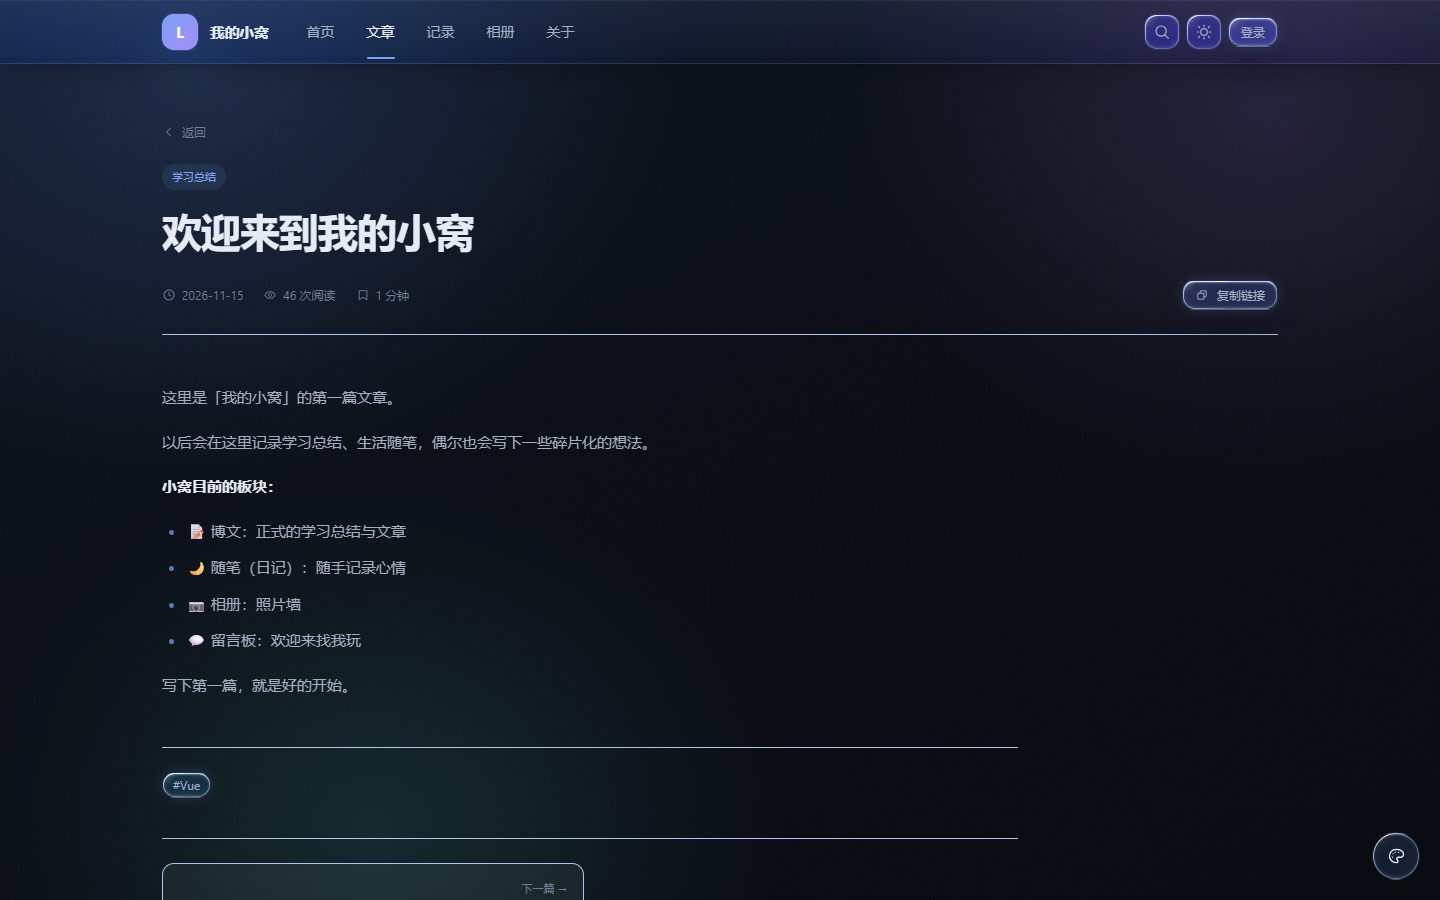 L 我的小窝 首页 文章 记录 相册 关于 登录
返回
学习总结
欢迎来到我的小窝
2026-11-15 46 次阅读 1 分钟 复制链接
这里是「我的小窝」的第一篇文章。
以后会在这里记录学习总结、生活随笔，偶尔也会写下一些碎片化的想法。
小窝目前的板块：
• 📝 博文：正式的学习总结与文章
• 🌙 随笔（日记）：随手记录心情
• 📷 相册：照片墙
• 💬 留言板：欢迎来找我玩
写下第一篇，就是好的开始。
#Vue
下一篇 →